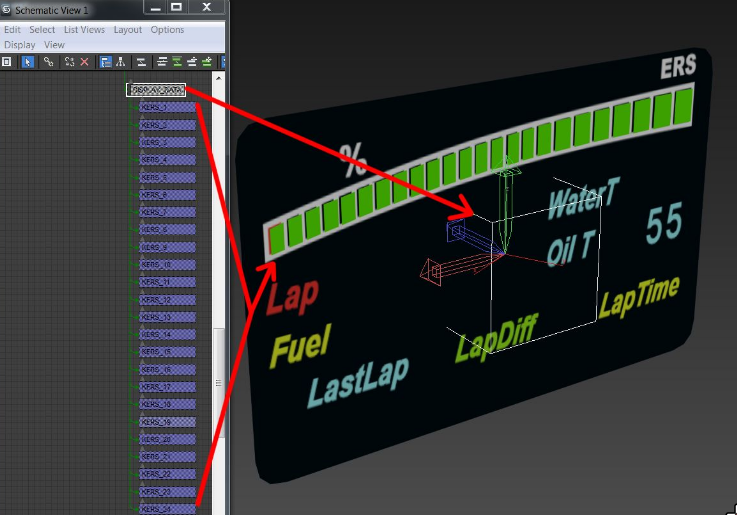 Schematic View 1
Edit Select List Views Layout Options
Display View
DISPLAY_DATA
KERS_1
KERS_2
KERS_3
KERS_4
KERS_5
KERS_6
KERS_7
KERS_8
KERS_9
KERS_10
KERS_11
KERS_12
KERS_13
KERS_14
KERS_15
KERS_16
KERS_17
KERS_18
KERS_19
KERS_20
KERS_21
KERS_22
KERS_23
KERS_24
ERS
%
WaterT
Oil T
55
Lap
Fuel
LastLap
LapDiff
LapTime